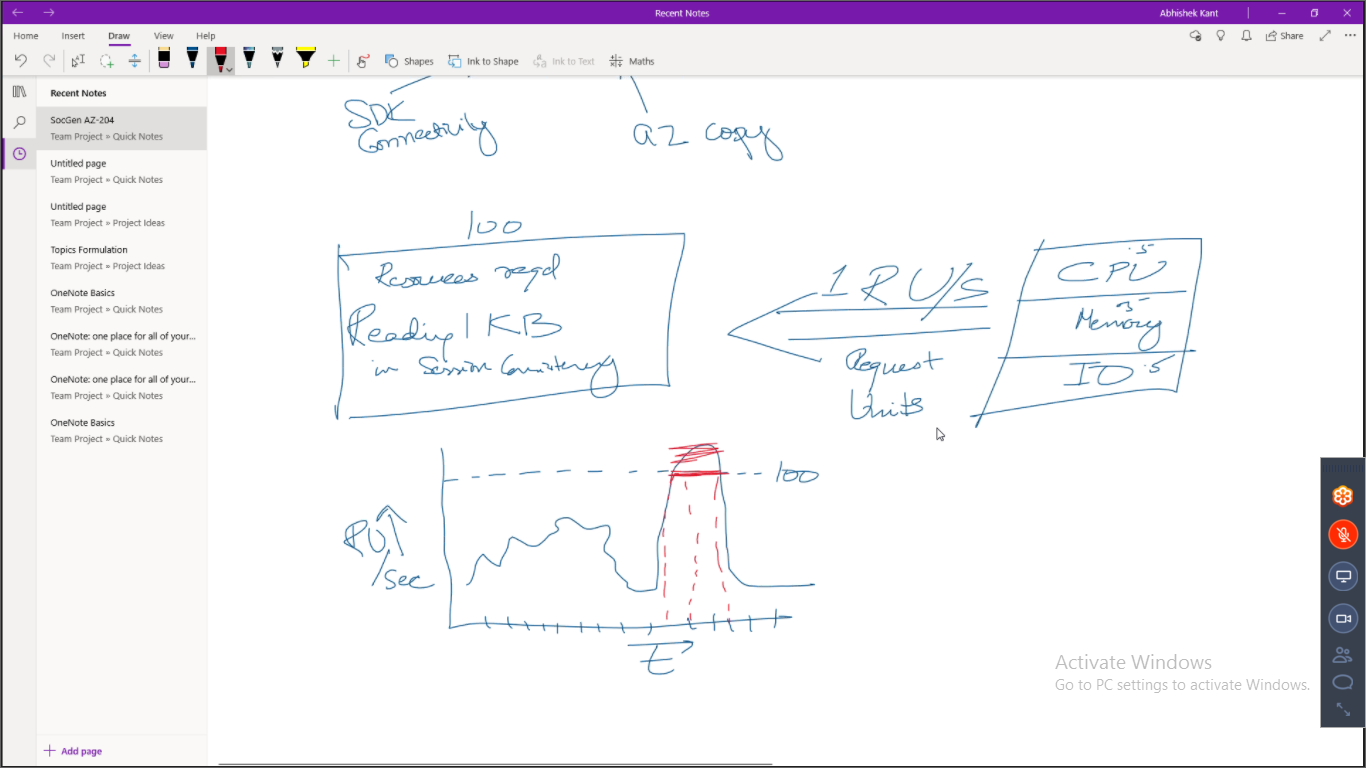 Recent Notes
Abhishek Kant
Home Insert Draw View Help
Share
Shapes
Ink to Shape
Ink to Text
Maths
Recent Notes
SocGen AZ-204
Team Project » Quick Notes
Untitled page
Team Project » Quick Notes
Untitled page
Team Project » Project Ideas
Topics Formulation
Team Project » Project Ideas
OneNote Basics
Team Project » Quick Notes
OneNote: one place for all of your...
Team Project » Quick Notes
OneNote: one place for all of your...
Team Project » Quick Notes
OneNote Basics
Team Project » Quick Notes
Add page
SDK
Connectivity
az copy
100
Resources reqd
Reading 1 KB
in Session Consistency
1 RU/s
Request
Units
.5
CPU
Memory
IO .5
100
RU
/sec
t
Activate Windows
Go to PC settings to activate Windows.